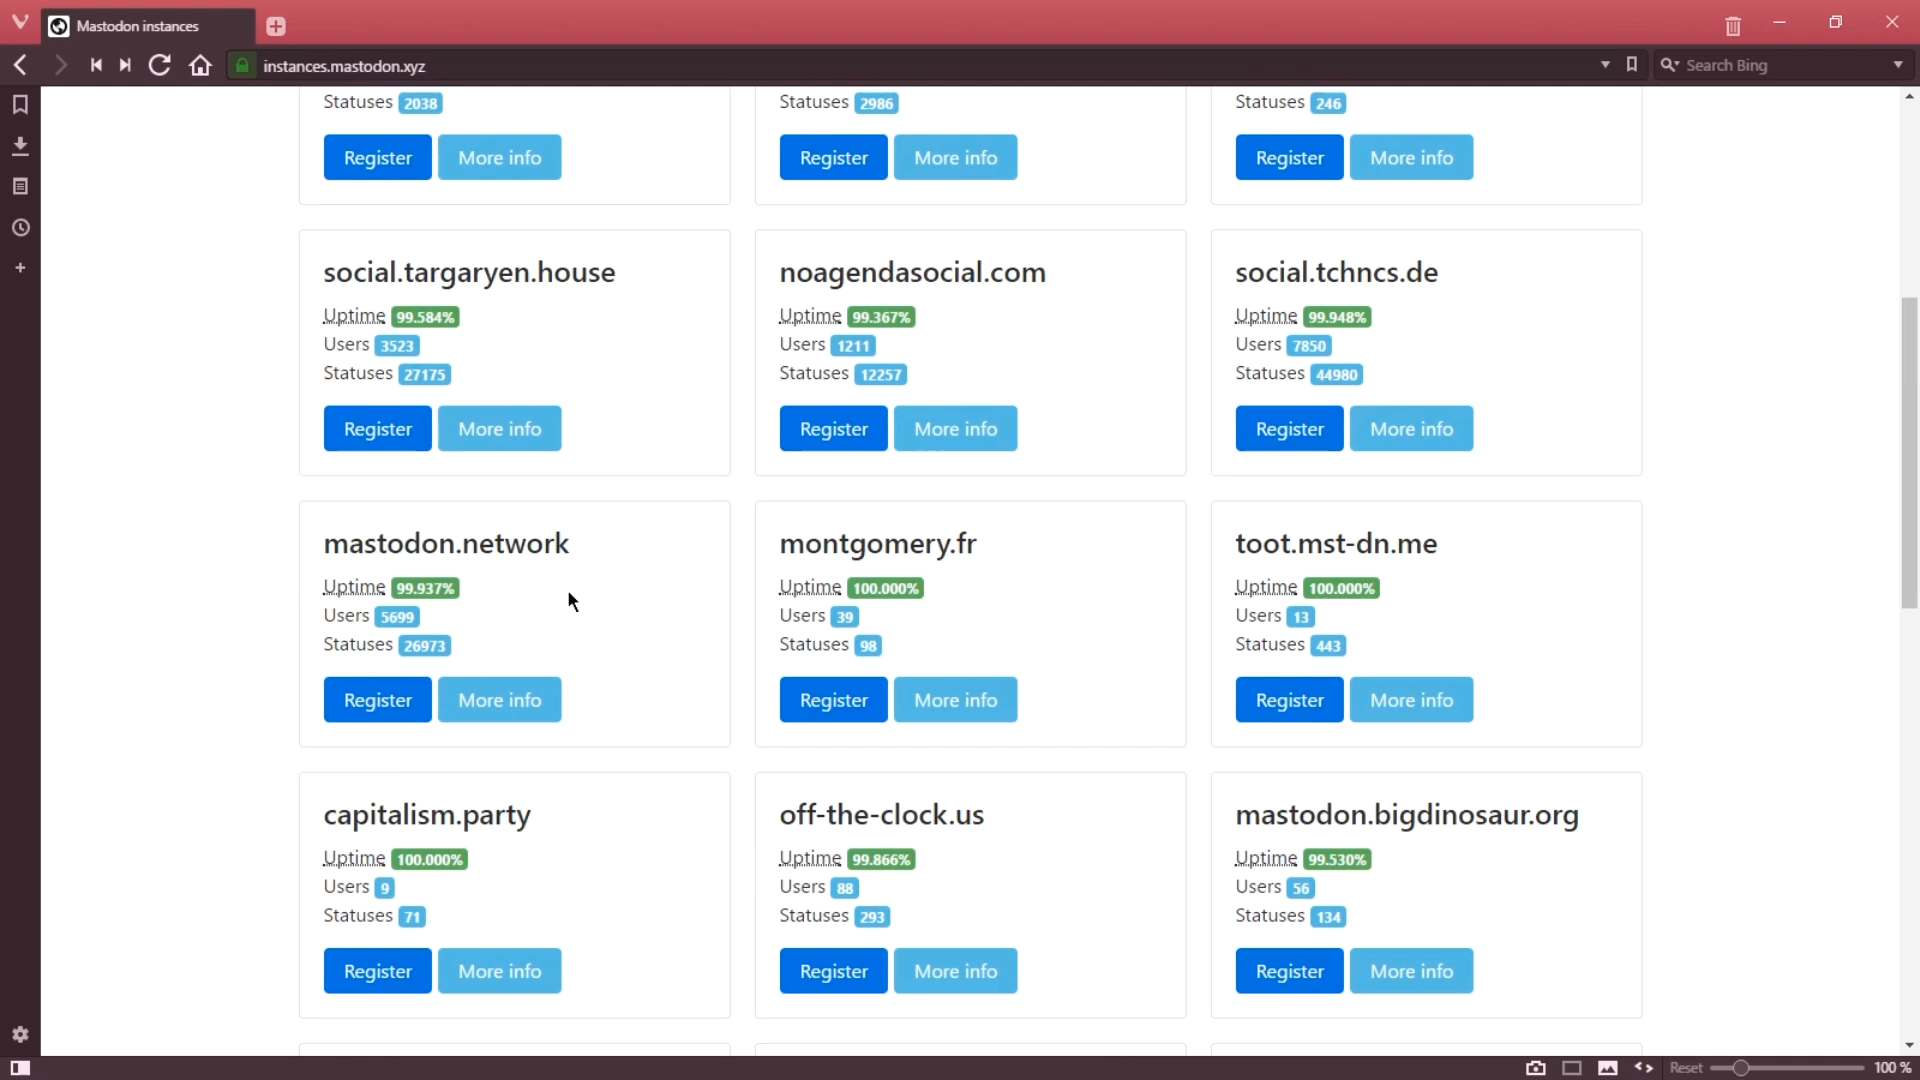 Mastodon instances
instances.mastodon.xyz
Search Bing
Statuses 2038
Register More info
Statuses 2986
Register More info
Statuses 246
Register More info
social.targaryen.house
Uptime 99.584%
Users 3523
Statuses 27175
Register More info
noagendasocial.com
Uptime 99.367%
Users 1211
Statuses 12257
Register More info
social.tchncs.de
Uptime 99.948%
Users 7850
Statuses 44980
Register More info
mastodon.network
Uptime 99.937%
Users 5699
Statuses 26973
Register More info
montgomery.fr
Uptime 100.000%
Users 39
Statuses 98
Register More info
toot.mst-dn.me
Uptime 100.000%
Users 13
Statuses 443
Register More info
capitalism.party
Uptime 100.000%
Users 9
Statuses 71
Register More info
off-the-clock.us
Uptime 99.866%
Users 88
Statuses 293
Register More info
mastodon.bigdinosaur.org
Uptime 99.530%
Users 56
Statuses 134
Register More info
Reset 100 %